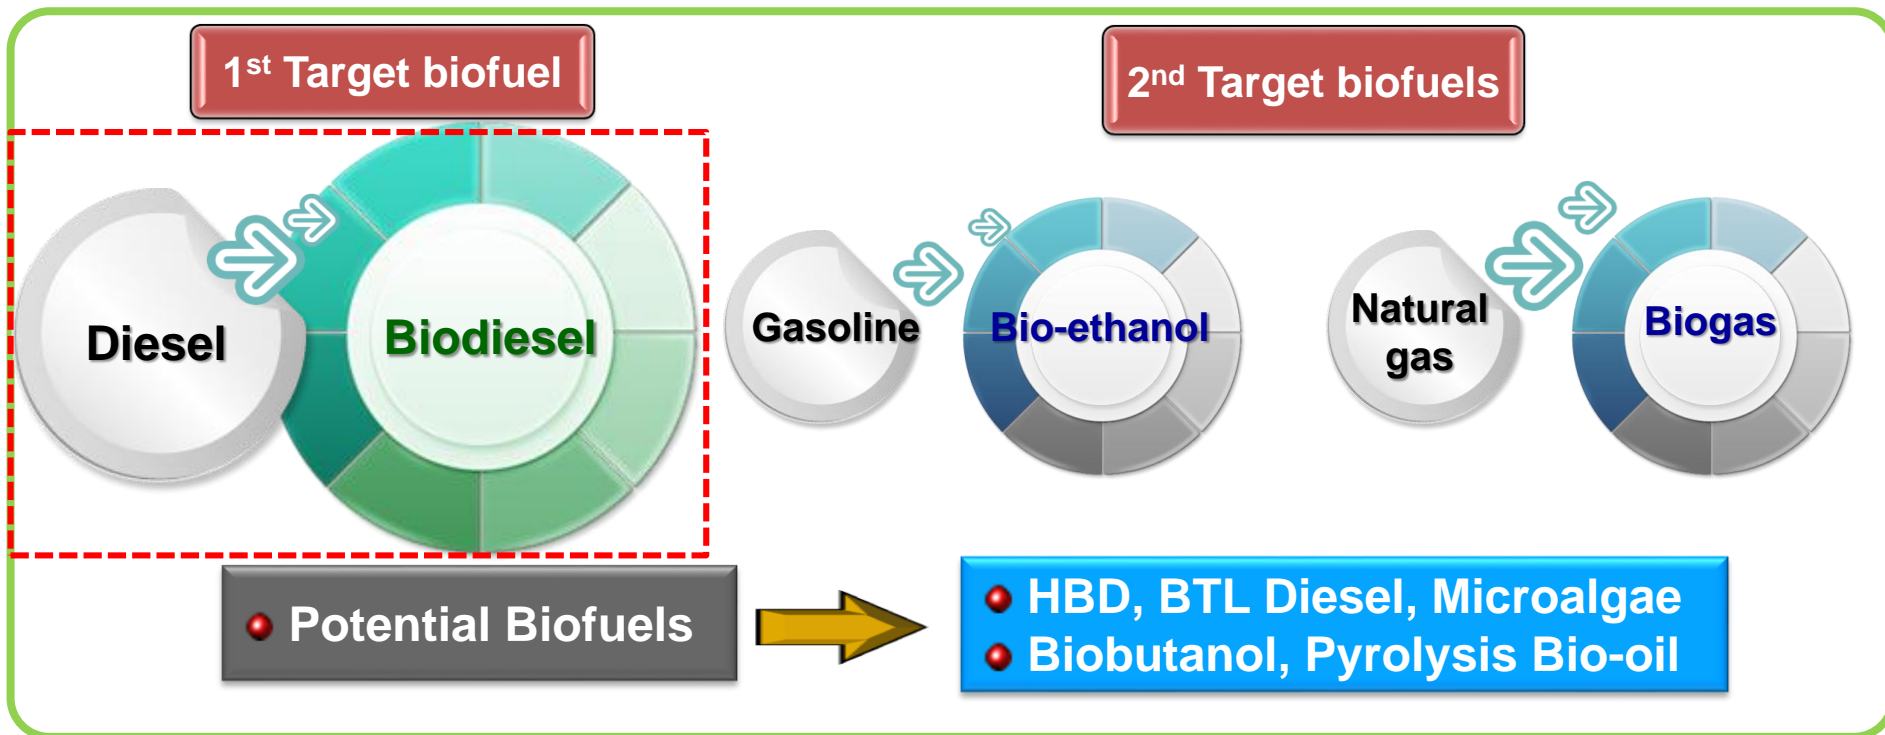 1st Target biofuel
2nd Target biofuels
Diesel
Biodiesel
Gasoline
Bio-ethanol
Natural
gas
Biogas
Potential Biofuels
HBD, BTL Diesel, Microalgae
Biobutanol, Pyrolysis Bio-oil